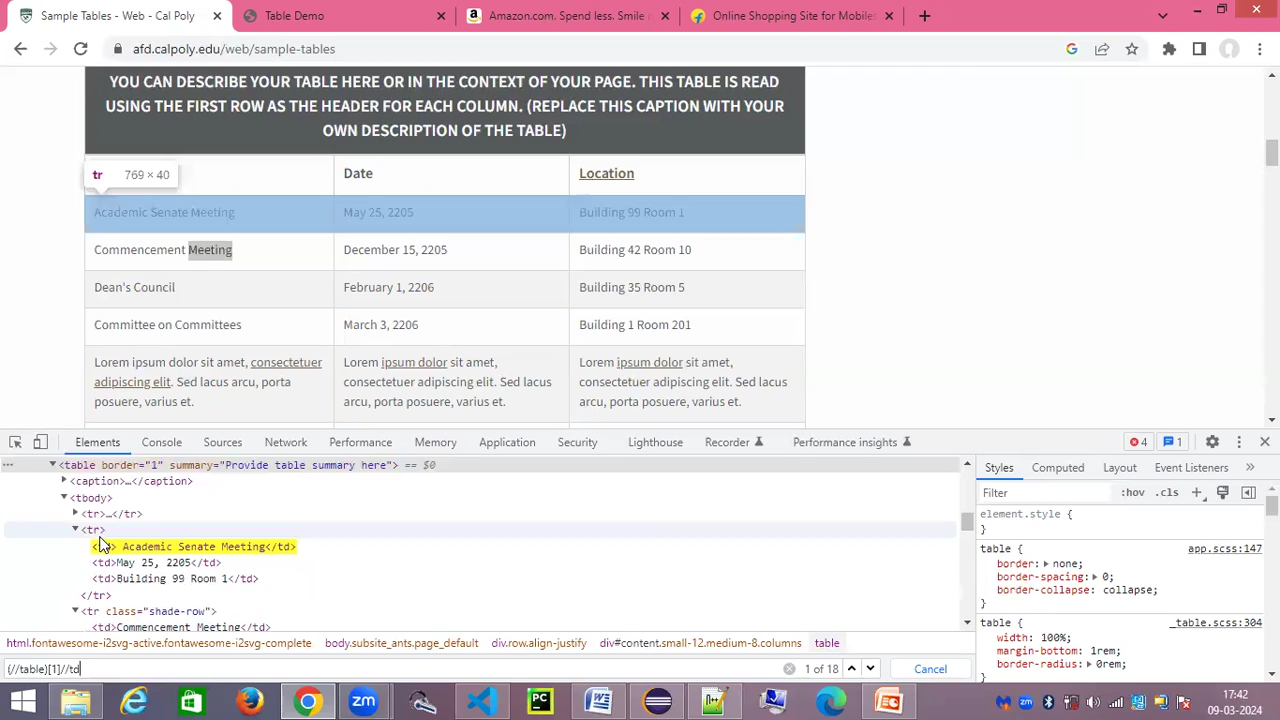 Sample Tables - Web - Cal Poly
Table Demo
Amazon.com. Spend less. Smile
Online Shopping Site for Mobiles
afd.calpoly.edu/web/sample-tables
YOU CAN DESCRIBE YOUR TABLE HERE OR IN THE CONTEXT OF YOUR PAGE. THIS TABLE IS READ
USING THE FIRST ROW AS THE HEADER FOR EACH COLUMN. (REPLACE THIS CAPTION WITH YOUR
OWN DESCRIPTION OF THE TABLE)
tr 769 × 40
Date
Location
Academic Senate Meeting May 25, 2205 Building 99 Room 1
Commencement Meeting December 15, 2205 Building 42 Room 10
Dean's Council February 1, 2206 Building 35 Room 5
Committee on Committees March 3, 2206 Building 1 Room 201
Lorem ipsum dolor sit amet, consectetuer
adipiscing elit. Sed lacus arcu, porta
posuere, varius et.
Lorem ipsum dolor sit amet,
consectetuer adipiscing elit. Sed lacus
arcu, porta posuere, varius et.
Lorem ipsum dolor sit amet,
consectetuer adipiscing elit. Sed lacus
arcu, porta posuere, varius et.
Elements Console Sources Network Performance Memory Application Security Lighthouse Recorder Performance insights 4 1
<table border="1" summary="Provide table summary here"> == $0
<caption>…</caption>
<tbody>
<tr>…</tr>
<tr>
Academic Senate Meeting</td>
<td>May 25, 2205</td>
<td>Building 99 Room 1</td>
</tr>
<tr class="shade-row">
<td>Commencement Meeting</td>
html.fontawesome-i2svg-active.fontawesome-i2svg-complete body.subsite_ants.page_default div.row.align-justify div#content.small-12.medium-8.columns table
(//table)[1]//td
1 of 18
Cancel
Styles Computed Layout Event Listeners
Filter :hov .cls
element.style {
}
table { app.scss:147
border: none;
border-spacing: 0;
border-collapse: collapse;
}
table { _table.scss:304
width: 100%;
margin-bottom: 1rem;
border-radius: 0rem;
zm
PC
17:42
09-03-2024